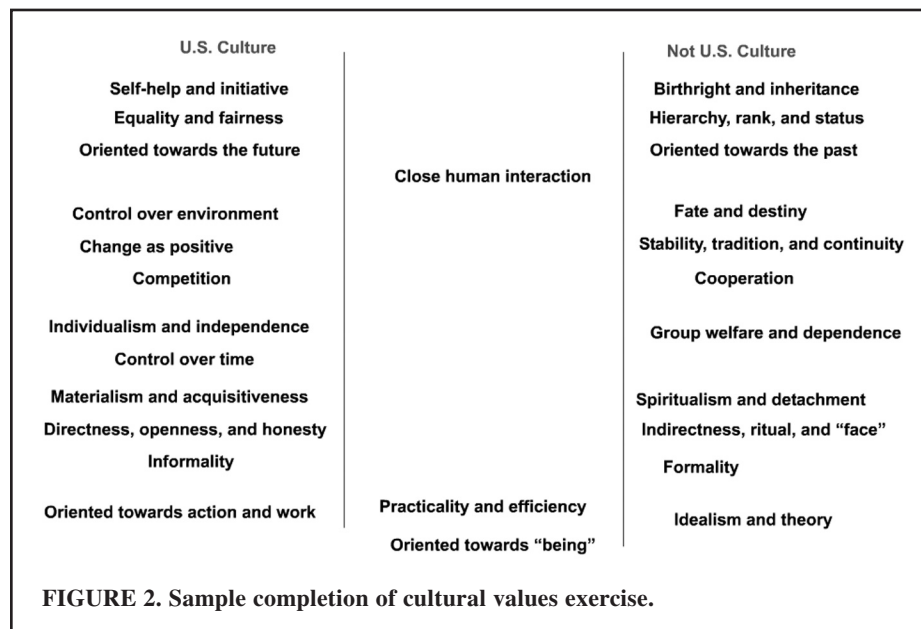 U.S. Culture
Self-help and initiative
Equality and fairness
Oriented towards the future
Control over environment
Change as positive
Competition
Individualism and independence
Control over time
Materialism and acquisitiveness
Directness, openness, and honesty
Informality
Oriented towards action and work
Close human interaction
Practicality and efficiency
Oriented towards “being”
Not U.S. Culture
Birthright and inheritance
Hierarchy, rank, and status
Oriented towards the past
Fate and destiny
Stability, tradition, and continuity
Cooperation
Group welfare and dependence
Spiritualism and detachment
Indirectness, ritual, and “face”
Formality
Idealism and theory
FIGURE 2. Sample completion of cultural values exercise.